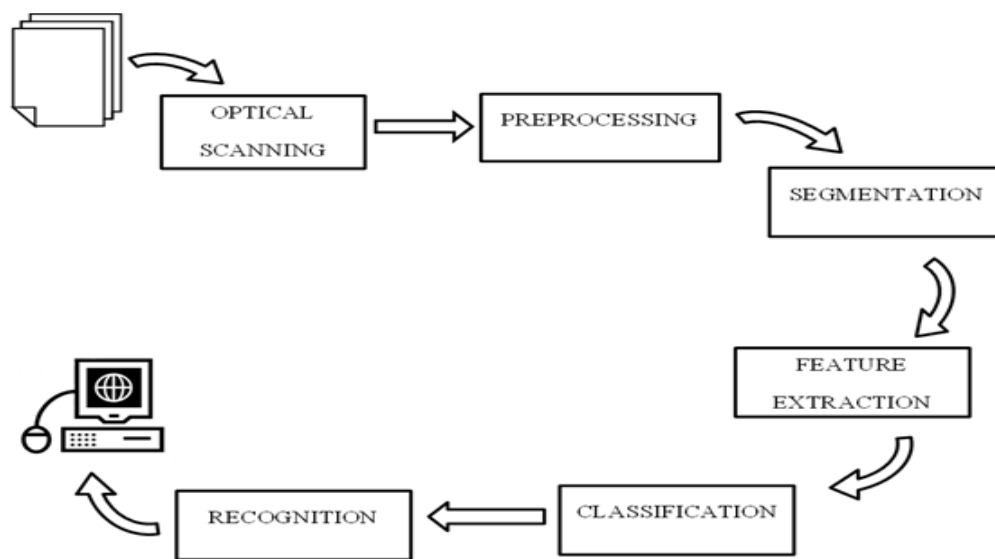 OPTICAL
SCANNING
PREPROCESSING
SEGMENTATION
FEATURE
EXTRACTION
CLASSIFICATION
RECOGNITION